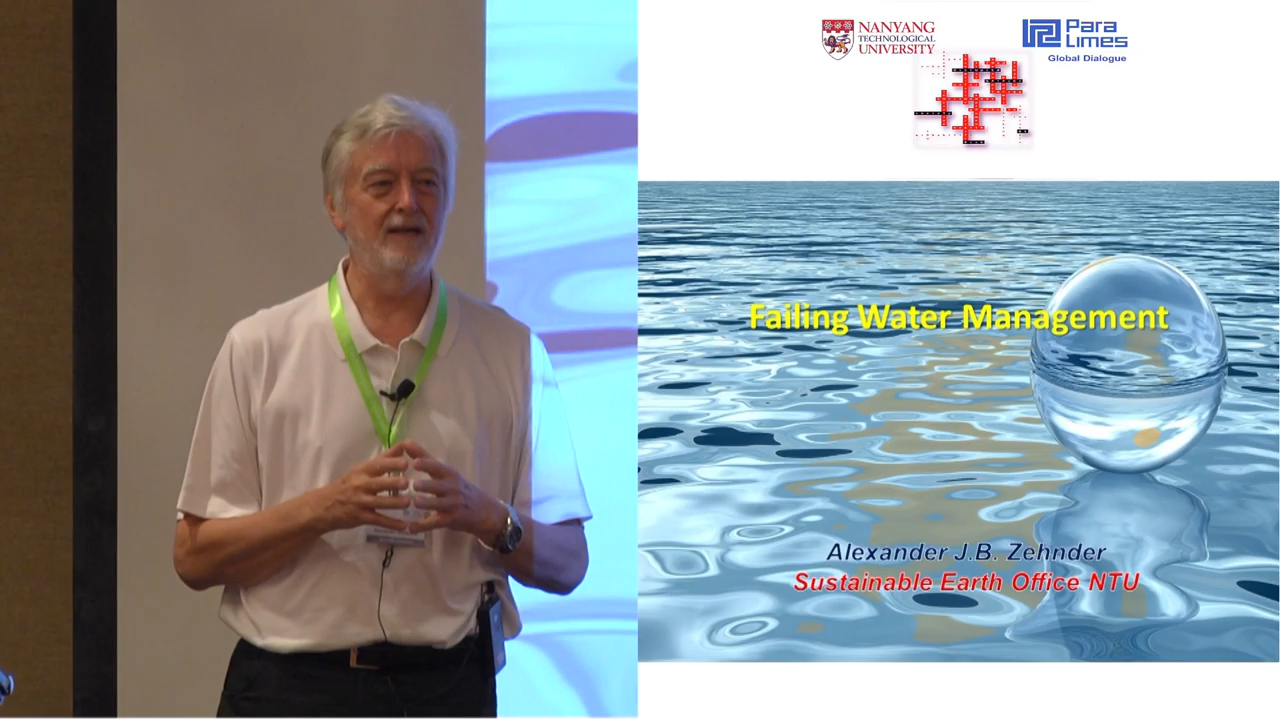 NANYANG
TECHNOLOGICAL
UNIVERSITY
Para
Limes
Global Dialogue
Failing Water Management
Alexander J.B. Zehnder
Sustainable Earth Office NTU